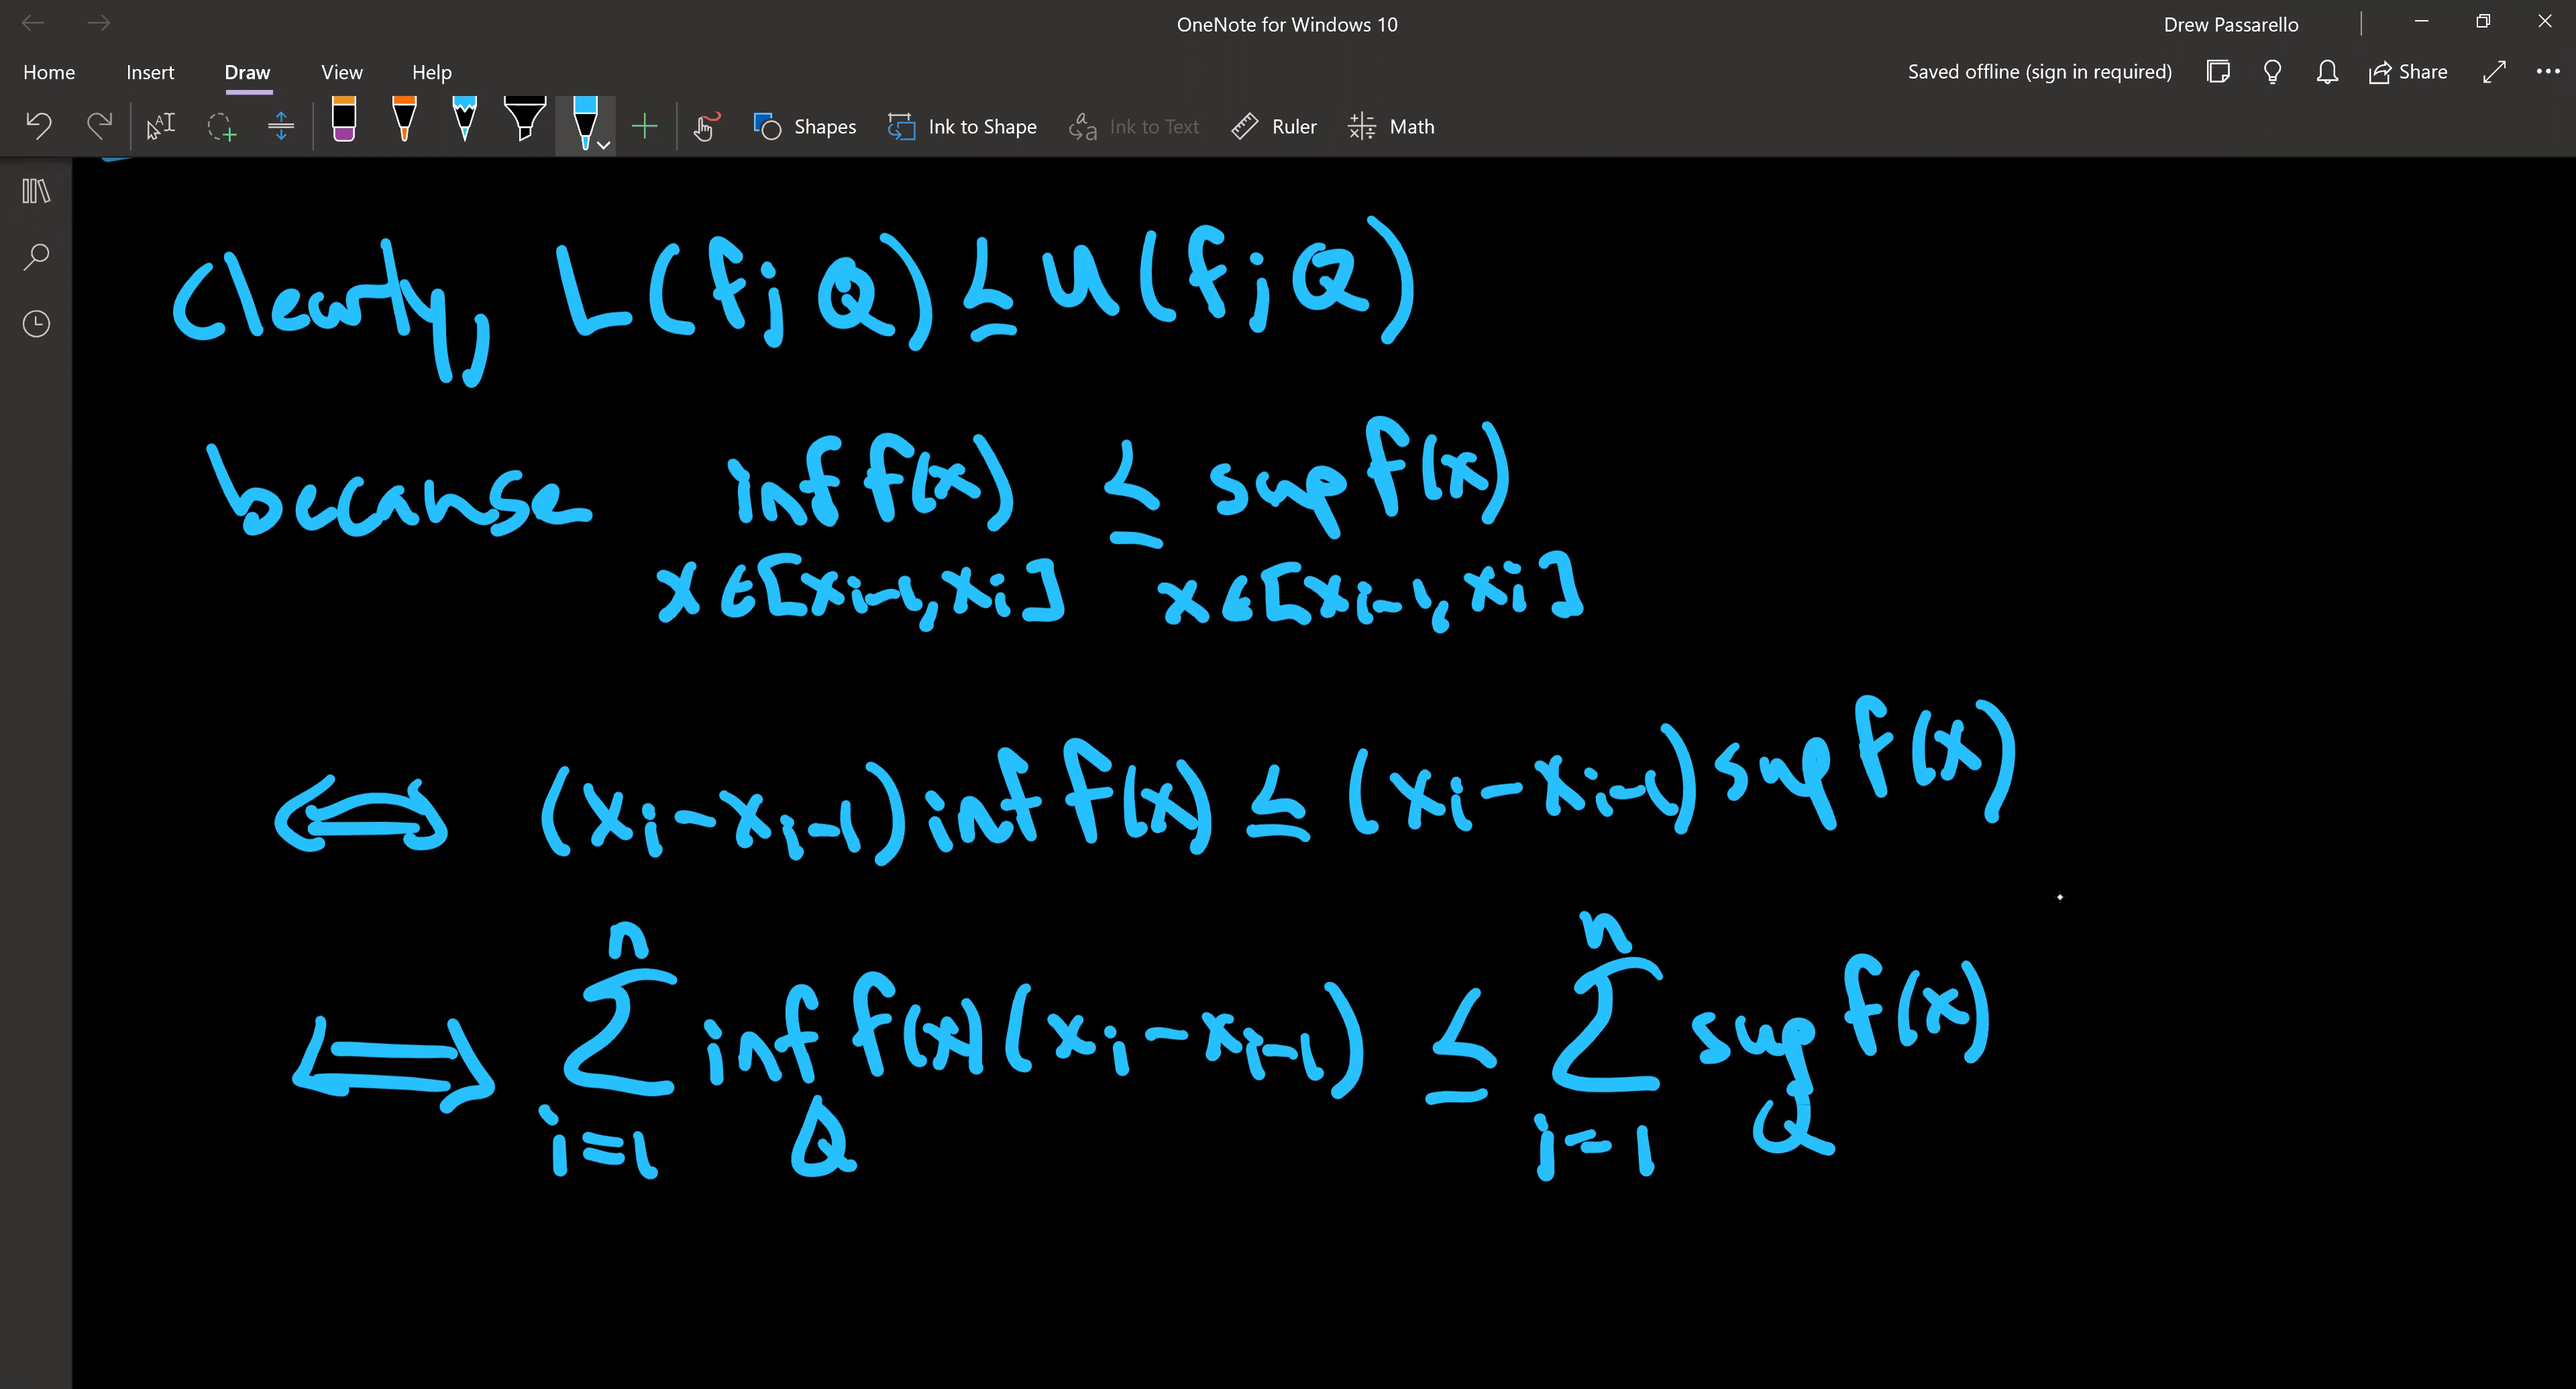 OneNote for Windows 10
Drew Passarello
Home Insert Draw View Help
Saved offline (sign in required) Share
Shapes Ink to Shape Ink to Text Ruler Math
Clearly, L(f; Q) ≤ U(f; Q)
because inf f(x) ≤ sup f(x)
x∈[xᵢ₋₁, xᵢ] x∈[xᵢ₋₁, xᵢ]
⟺ (xᵢ − xᵢ₋₁) inf f(x) ≤ (xᵢ − xᵢ₋₁) sup f(x)
n n
⟺ ∑ inf f(x) (xᵢ − xᵢ₋₁) ≤ ∑ sup f(x)
i=1 Q i=1 Q